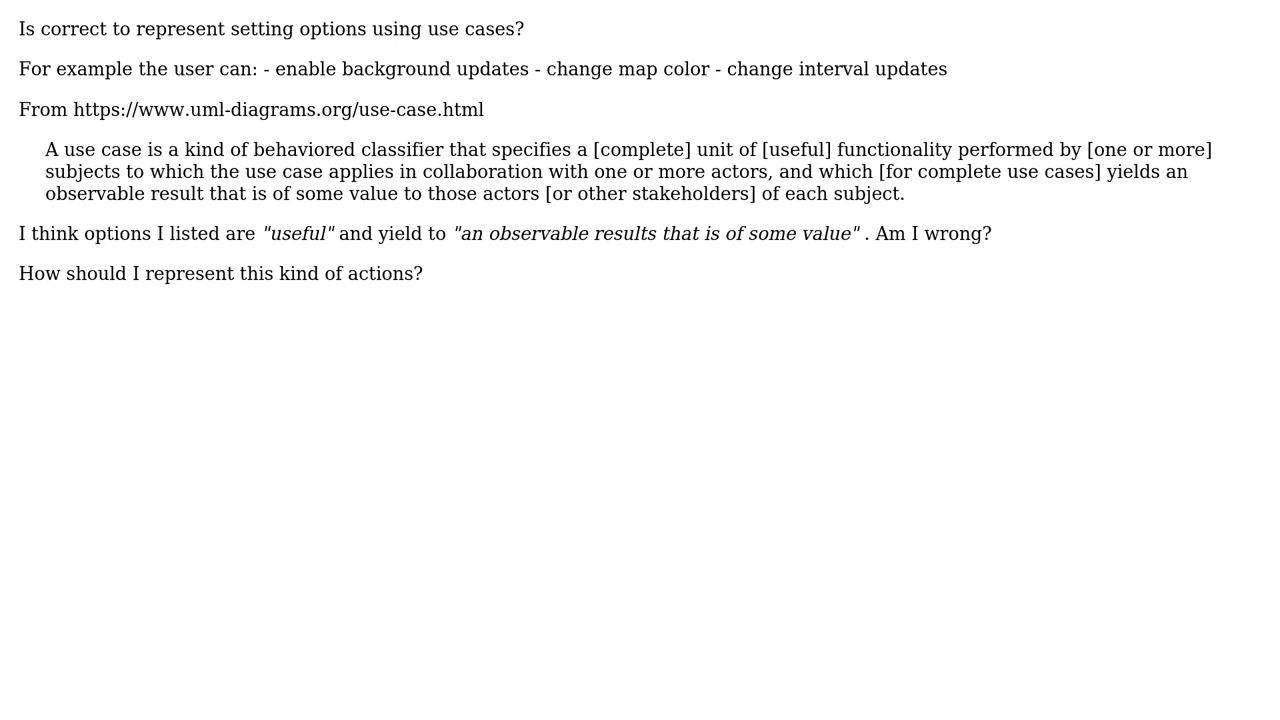 Is correct to represent setting options using use cases?
For example the user can: - enable background updates - change map color - change interval updates
From https://www.uml-diagrams.org/use-case.html
A use case is a kind of behaviored classifier that specifies a [complete] unit of [useful] functionality performed by [one or more]
subjects to which the use case applies in collaboration with one or more actors, and which [for complete use cases] yields an
observable result that is of some value to those actors [or other stakeholders] of each subject.
I think options I listed are "useful" and yield to "an observable results that is of some value" . Am I wrong?
How should I represent this kind of actions?